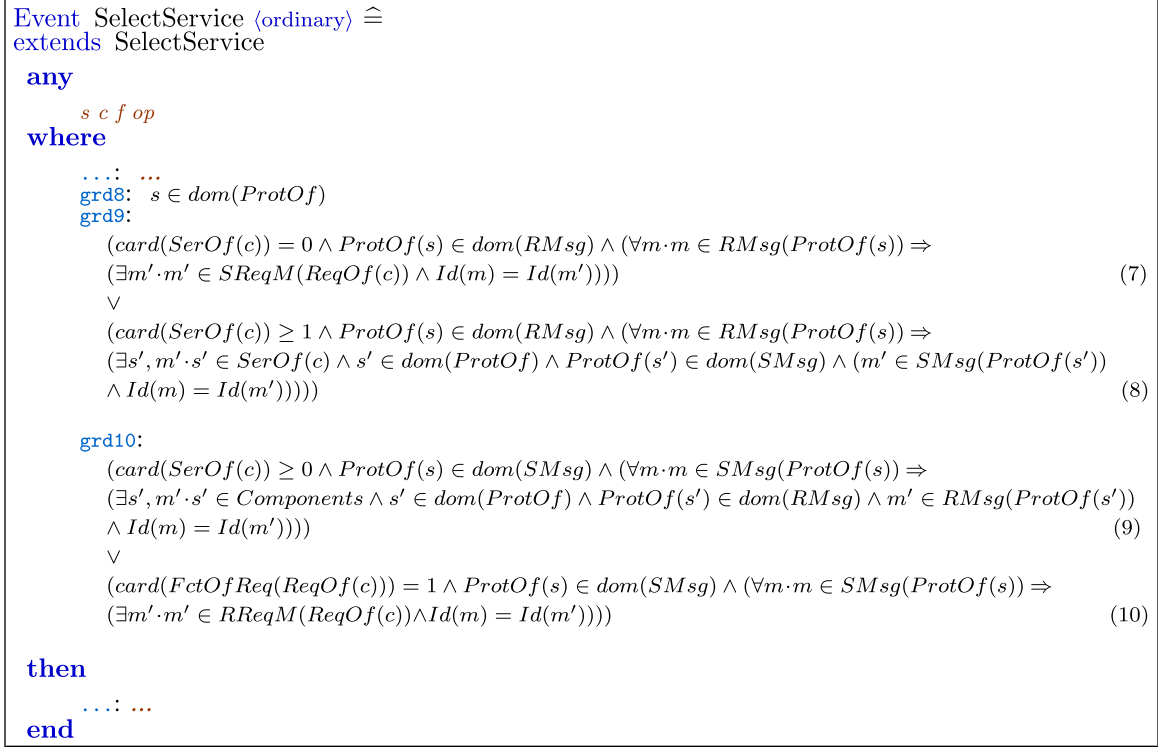 Event SelectService ⟨ordinary⟩ ≙
extends SelectService
any
s c f op
where
...: ...
grd8: s ∈ dom(ProtOf)
grd9:
(card(SerOf(c)) = 0 ∧ ProtOf(s) ∈ dom(RMsg) ∧ (∀m·m ∈ RMsg(ProtOf(s)) ⇒
(∃m′·m′ ∈ SReqM(ReqOf(c)) ∧ Id(m) = Id(m′)))) (7)
∨
(card(SerOf(c)) ≥ 1 ∧ ProtOf(s) ∈ dom(RMsg) ∧ (∀m·m ∈ RMsg(ProtOf(s)) ⇒
(∃s′, m′·s′ ∈ SerOf(c) ∧ s′ ∈ dom(ProtOf) ∧ ProtOf(s′) ∈ dom(SMsg) ∧ (m′ ∈ SMsg(ProtOf(s′))
∧ Id(m) = Id(m′))))) (8)
grd10:
(card(SerOf(c)) ≥ 0 ∧ ProtOf(s) ∈ dom(SMsg) ∧ (∀m·m ∈ SMsg(ProtOf(s)) ⇒
(∃s′, m′·s′ ∈ Components ∧ s′ ∈ dom(ProtOf) ∧ ProtOf(s′) ∈ dom(RMsg) ∧ m′ ∈ RMsg(ProtOf(s′))
∧ Id(m) = Id(m′)))) (9)
∨
(card(FctOfReq(ReqOf(c))) = 1 ∧ ProtOf(s) ∈ dom(SMsg) ∧ (∀m·m ∈ SMsg(ProtOf(s)) ⇒
(∃m′·m′ ∈ RReqM(ReqOf(c))∧Id(m) = Id(m′)))) (10)
then
...: ...
end